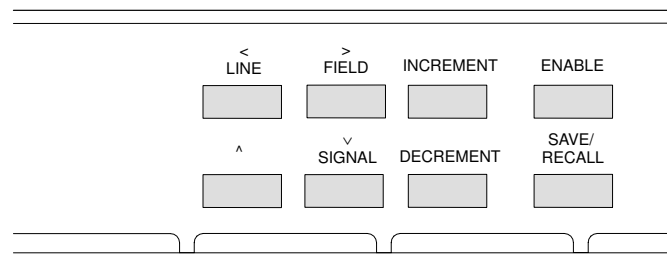 < >
LINE FIELD INCREMENT ENABLE
^ ∨ SAVE/
SIGNAL DECREMENT RECALL